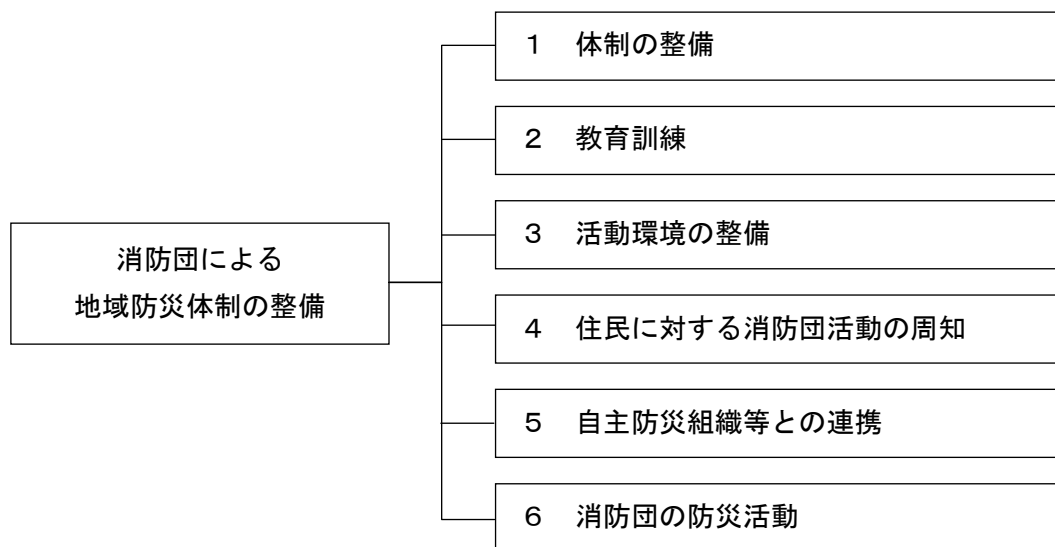 消防団による
地域防災体制の整備
１　体制の整備
２　教育訓練
３　活動環境の整備
４　住民に対する消防団活動の周知
５　自主防災組織等との連携
６　消防団の防災活動